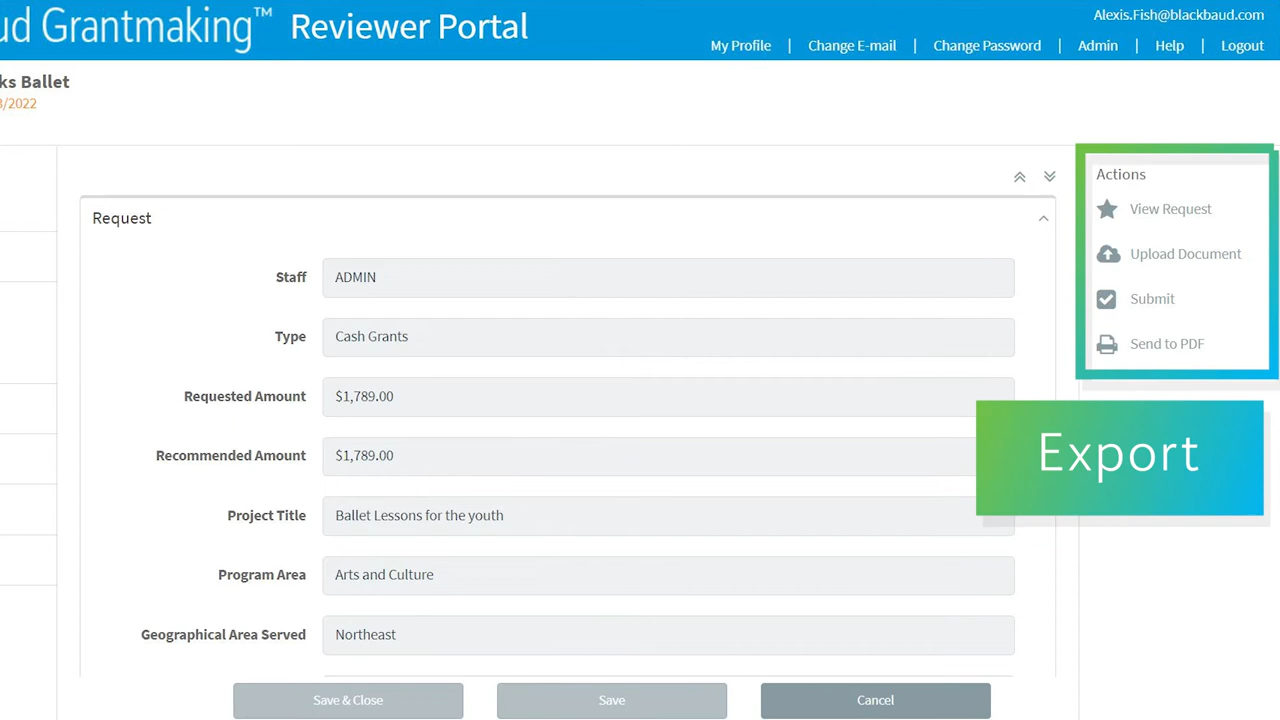 ud Grantmaking™ Reviewer Portal
Alexis.Fish@blackbaud.com
My Profile | Change E-mail | Change Password | Admin | Help | Logout
ks Ballet
3/2022
Actions
View Request
Upload Document
Submit
Send to PDF
Export
Request
Staff ADMIN
Type Cash Grants
Requested Amount $1,789.00
Recommended Amount $1,789.00
Project Title Ballet Lessons for the youth
Program Area Arts and Culture
Geographical Area Served Northeast
Save & Close Save Cancel